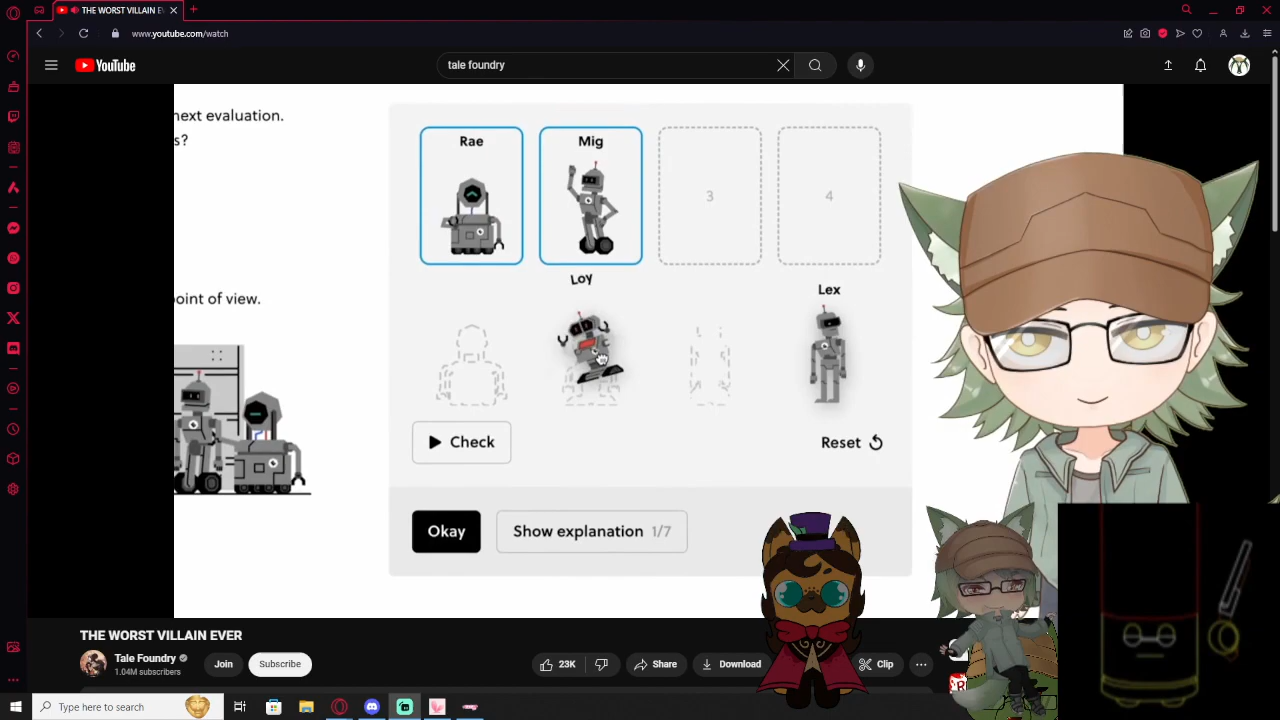 THE WORST VILLAIN E
www.youtube.com/watch
YouTube
tale foundry
next evaluation.
s?
Rae
Mig
3
4
Loy
Lex
point of view.
Check
Reset
Okay
Show explanation 1/7
THE WORST VILLAIN EVER
Tale Foundry
1.04M subscribers
Join
Subscribe
23K
Share
Download
Clip
Type here to search